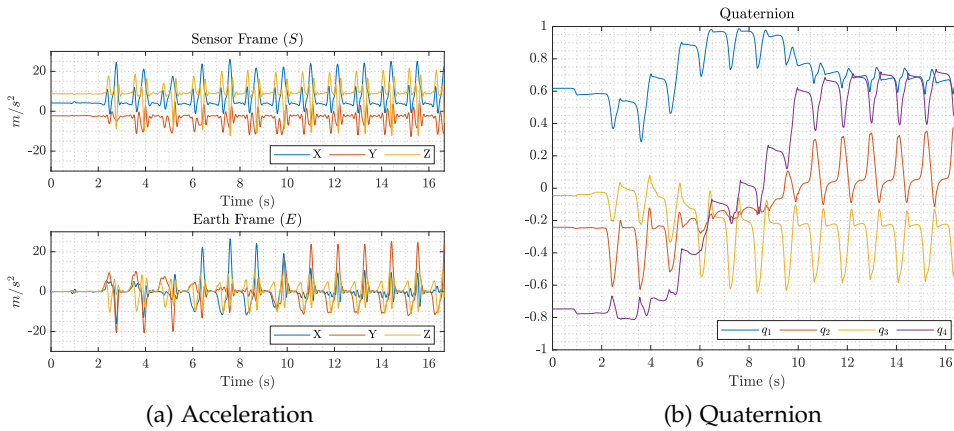 Sensor Frame (S)
20
0
-20
m/s²
X Y Z
0 2 4 6 8 10 12 14 16
Time (s)
Earth Frame (E)
20
0
-20
m/s²
X Y Z
0 2 4 6 8 10 12 14 16
Time (s)
(a) Acceleration
Quaternion
1
0.8
0.6
0.4
0.2
0
-0.2
-0.4
-0.6
-0.8
-1
q₁ q₂ q₃ q₄
0 2 4 6 8 10 12 14 16
Time (s)
(b) Quaternion